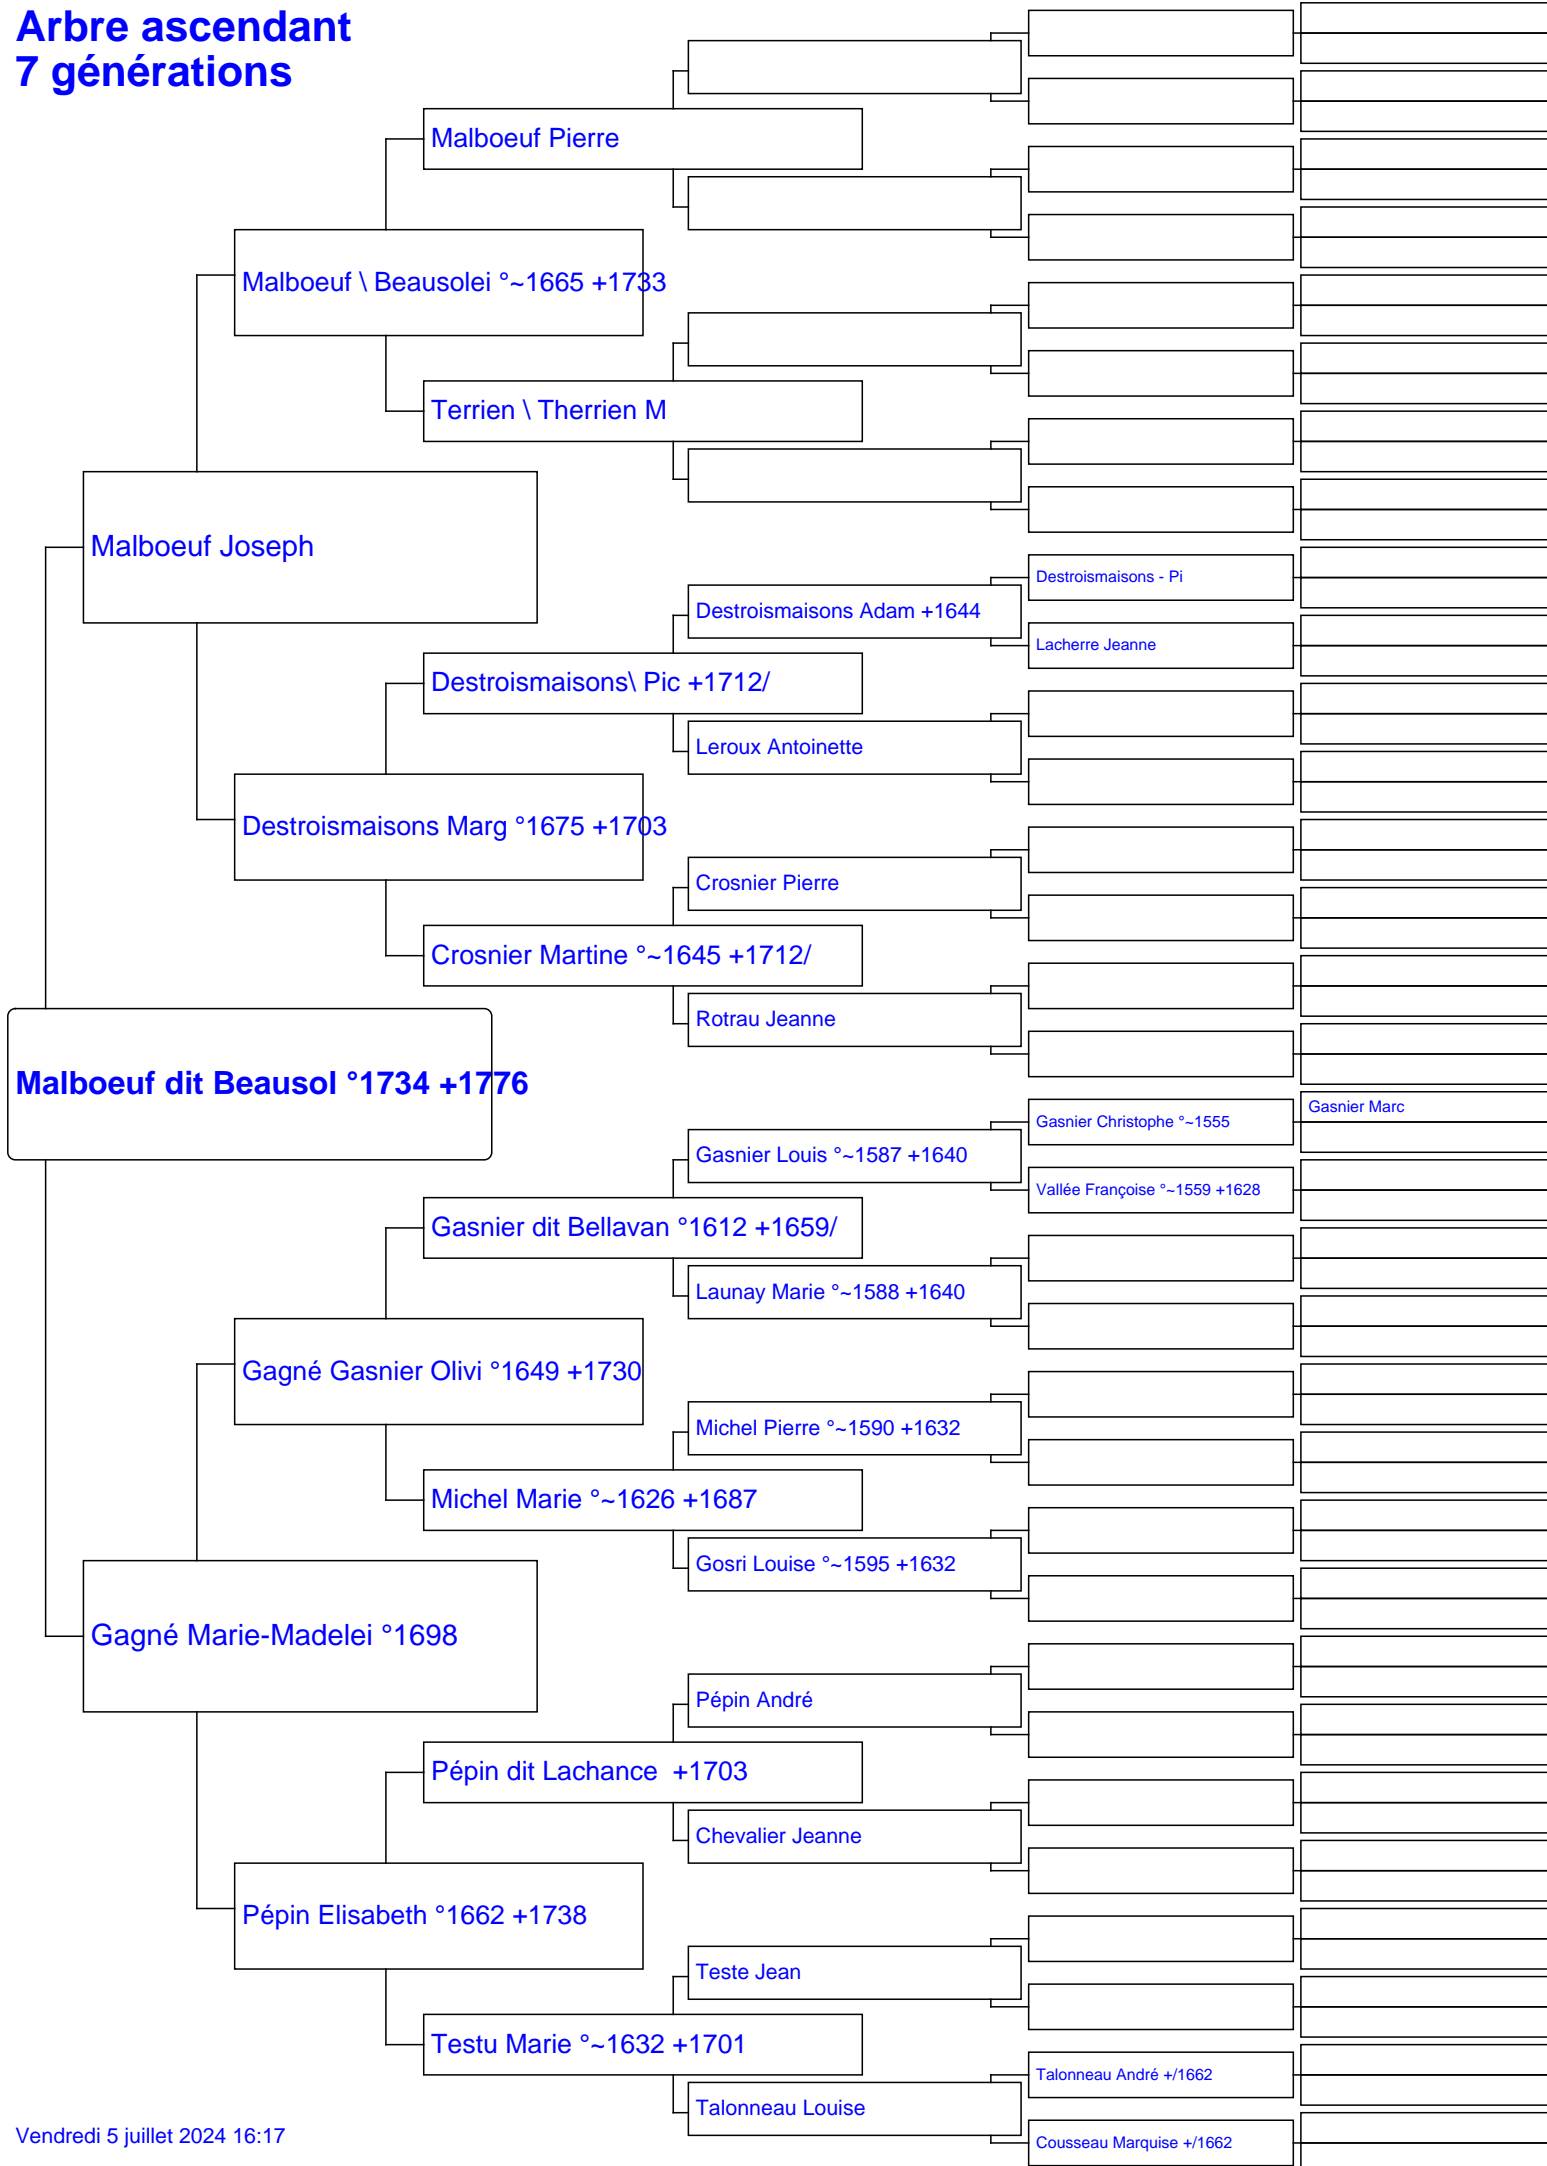 Arbre ascendant
7 générations
Malboeuf Pierre
Malboeuf \ Beausolei °~1665 +1733
Terrien \ Therrien M
Malboeuf Joseph
Destroismaisons - Pi
Destroismaisons Adam +1644
Lacherre Jeanne
Destroismaisons\ Pic +1712/
Leroux Antoinette
Destroismaisons Marg °1675 +1703
Crosnier Pierre
Crosnier Martine °~1645 +1712/
Rotrau Jeanne
Malboeuf dit Beausol °1734 +1776
Gasnier Marc
Gasnier Christophe °~1555
Gasnier Louis °~1587 +1640
Vallée Françoise °~1559 +1628
Gasnier dit Bellavan °1612 +1659/
Launay Marie °~1588 +1640
Gagné Gasnier Olivi °1649 +1730
Michel Pierre °~1590 +1632
Michel Marie °~1626 +1687
Gosri Louise °~1595 +1632
Gagné Marie-Madelei °1698
Pépin André
Pépin dit Lachance  +1703
Chevalier Jeanne
Pépin Elisabeth °1662 +1738
Teste Jean
Testu Marie °~1632 +1701
Talonneau André +/1662
Talonneau Louise
Cousseau Marquise +/1662
Vendredi 5 juillet 2024 16:17